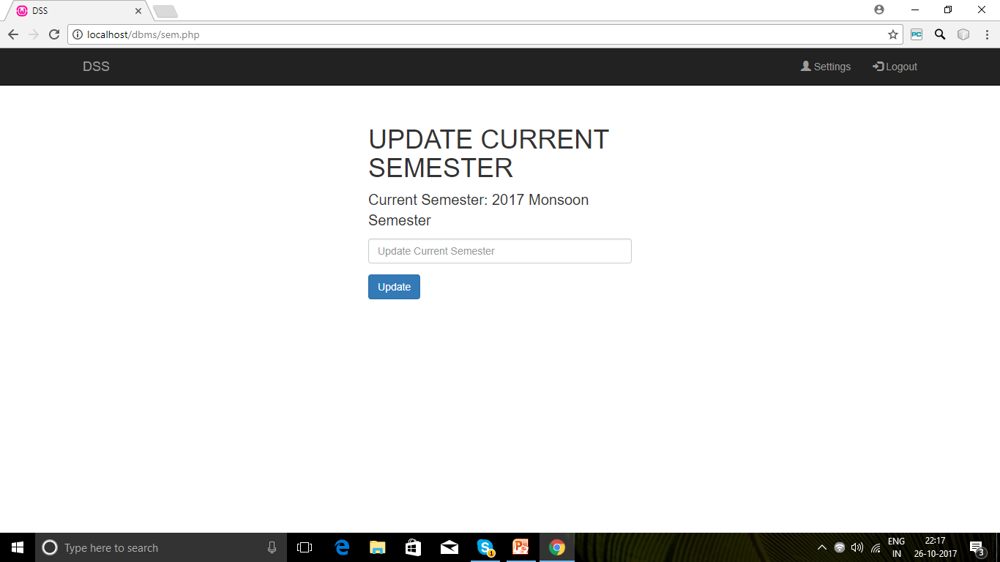 DSS
localhost/dbms/sem.php
PC
DSS
Settings
Logout
UPDATE CURRENT
SEMESTER
Current Semester: 2017 Monsoon
Semester
Update Current Semester
Update
Type here to search
1
ENG
IN
22:17
26-10-2017
3